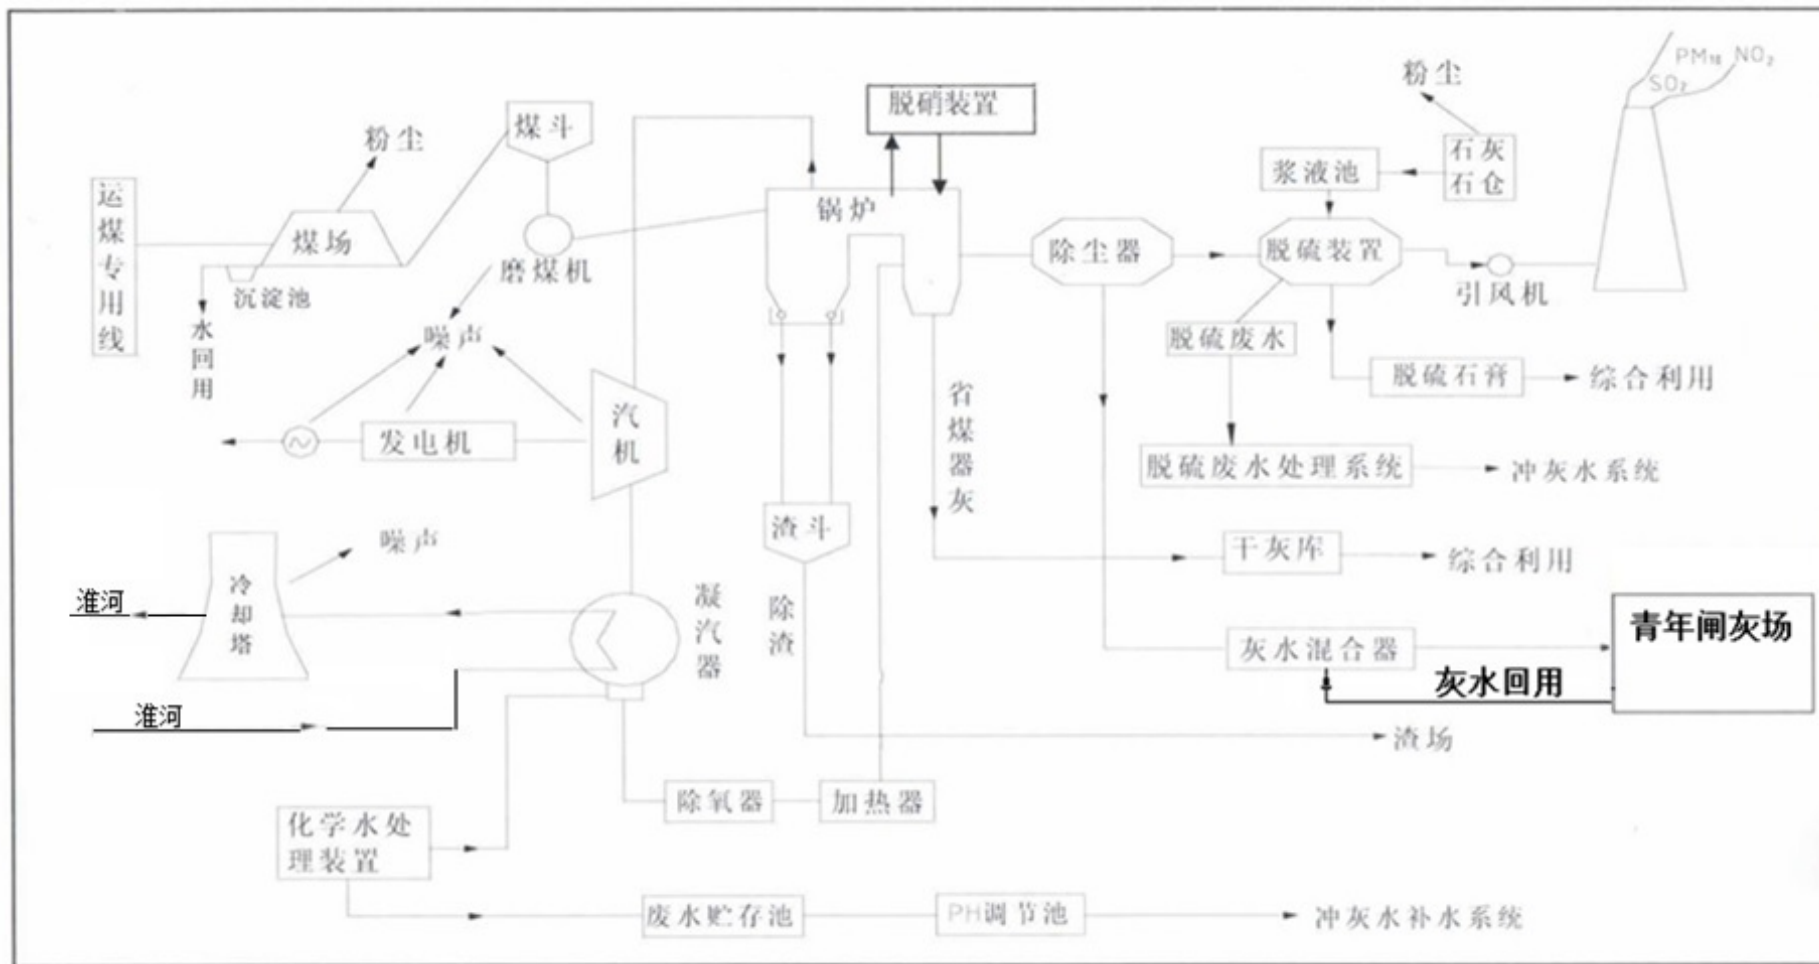 PM₁₀ NO₂
SO₂
粉尘
脱硝装置
煤斗
粉尘
石灰
石仓
浆液池
运煤专用线
煤场
锅炉
除尘器
脱硫装置
磨煤机
沉淀池
引风机
水回用
噪声
脱硫废水
脱硫石膏
综合利用
省煤器灰
汽机
发电机
脱硫废水处理系统
冲灰水系统
渣斗
噪声
干灰库
综合利用
冷却塔
淮河
凝汽器
除渣
青年闸灰场
灰水混合器
灰水回用
淮河
渣场
除氧器
加热器
化学水处
理装置
废水贮存池
PH调节池
冲灰水补水系统